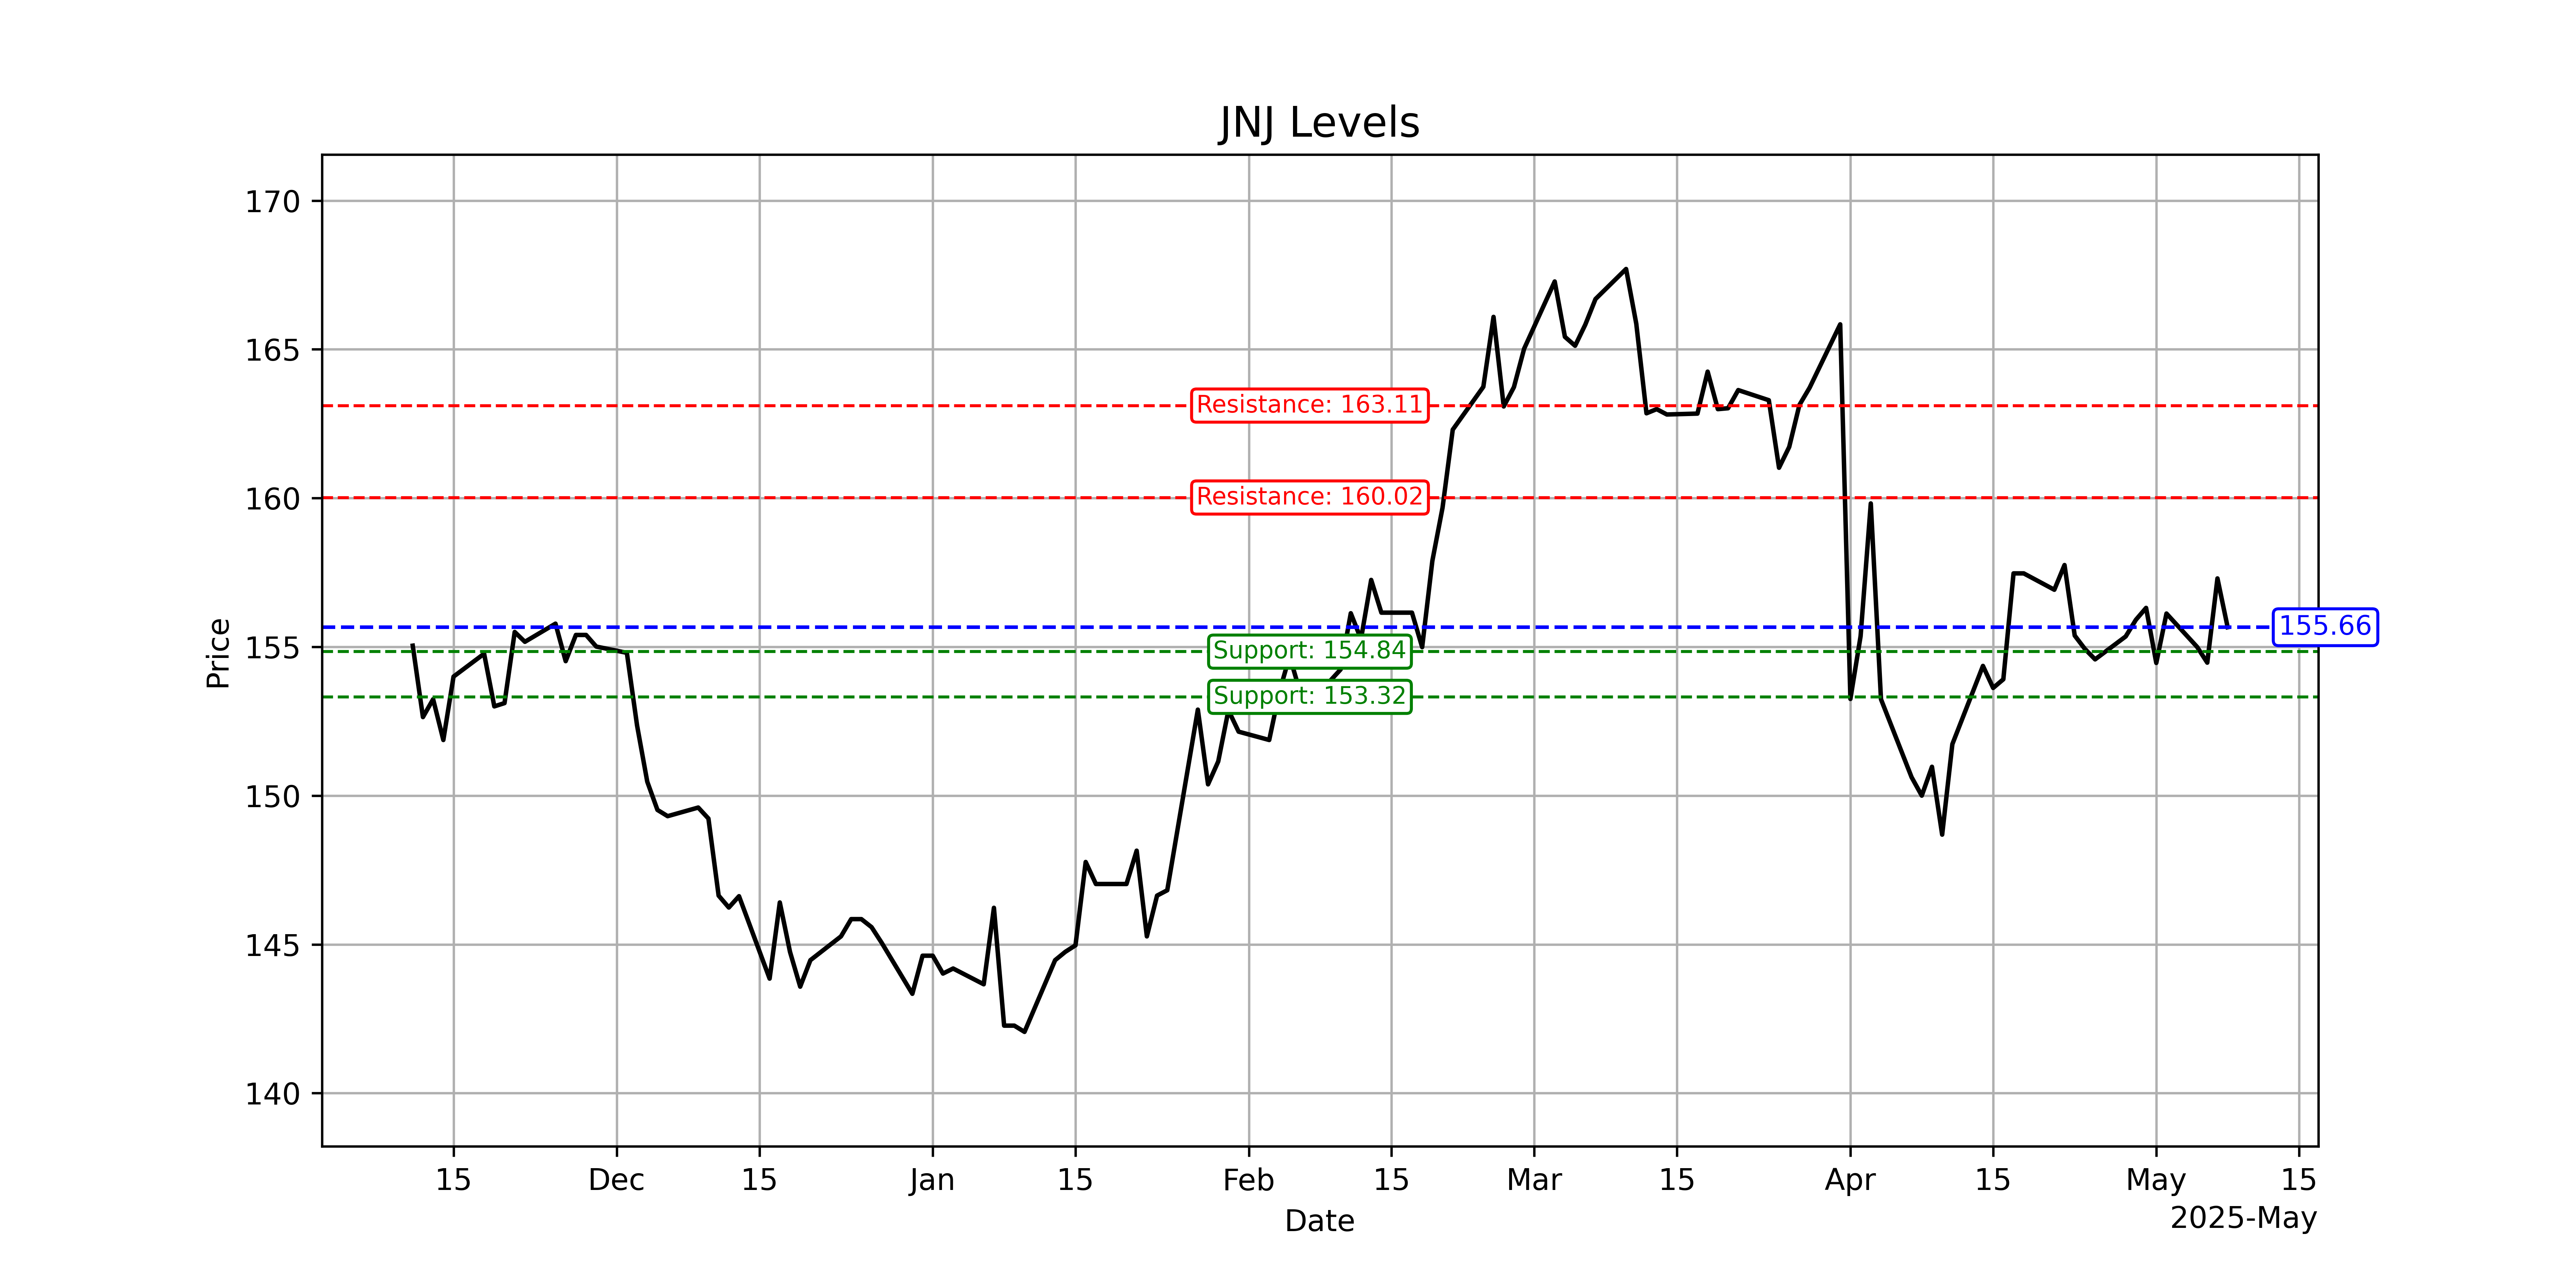 JNJ Levels
170
165
160
155
150
145
140
Price
Resistance: 163.11
Resistance: 160.02
155.66
Support: 154.84
Support: 153.32
15 Dec 15 Jan 15 Feb 15 Mar 15 Apr 15 May 15
2025-May
Date